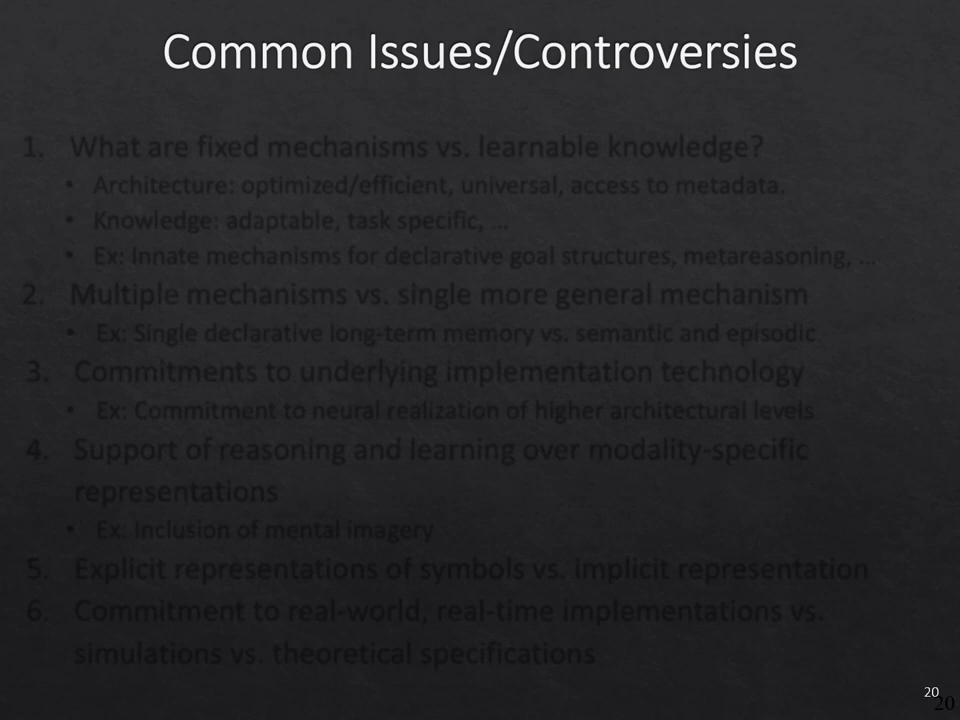 Common Issues/Controversies
1. What are fixed mechanisms vs. learnable knowledge?
• Architecture: optimized/efficient, universal, access to metadata.
• Knowledge: adaptable, task specific, ...
• Ex: Innate mechanisms for declarative goal structures, metareasoning, ...
2. Multiple mechanisms vs. single more general mechanism
• Ex: Single declarative long-term memory vs. semantic and episodic
3. Commitments to underlying implementation technology
• Ex: Commitment to neural realization of higher architectural levels
4. Support of reasoning and learning over modality-specific
representations
• Ex: Inclusion of mental imagery
5. Explicit representations of symbols vs. implicit representation
6. Commitment to real-world, real-time implementations vs.
simulations vs. theoretical specifications
20
20